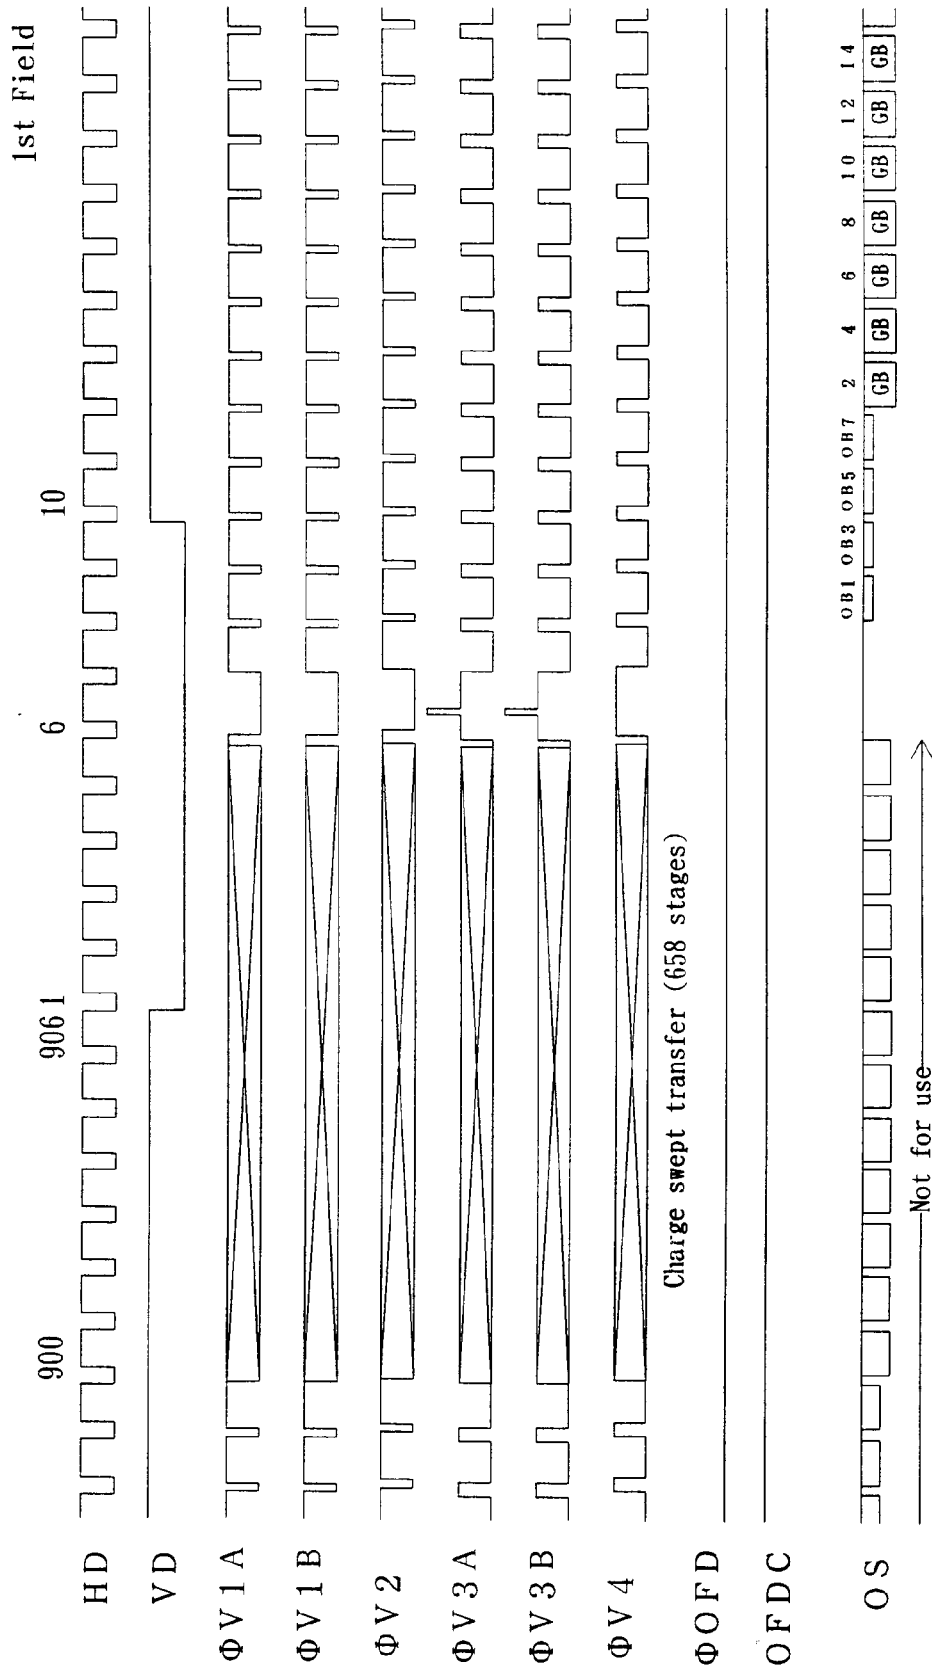 1st Field
900 906 1 6 10
HD
VD
ΦV1A
ΦV1B
ΦV2
ΦV3A
ΦV3B
ΦV4
Charge swept transfer (658 stages)
ΦOFD
OFDC
OB1 OB3 OB5 OB7 2 4 6 8 10 12 14
OS GB GB GB GB GB GB GB
Not for use